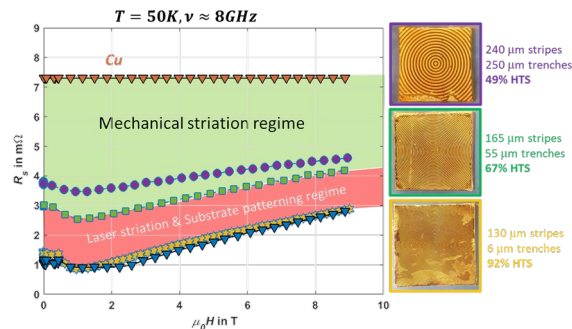 T = 50K, ν ≈ 8GHz
9
8
7
6
5
4
3
2
1
0
R_s in mΩ
Cu
Mechanical striation regime
Laser striation & Substrate patterning regime
0
2
4
6
8
10
μ₀H in T
240 μm stripes
250 μm trenches
49% HTS
165 μm stripes
55 μm trenches
67% HTS
130 μm stripes
6 μm trenches
92% HTS